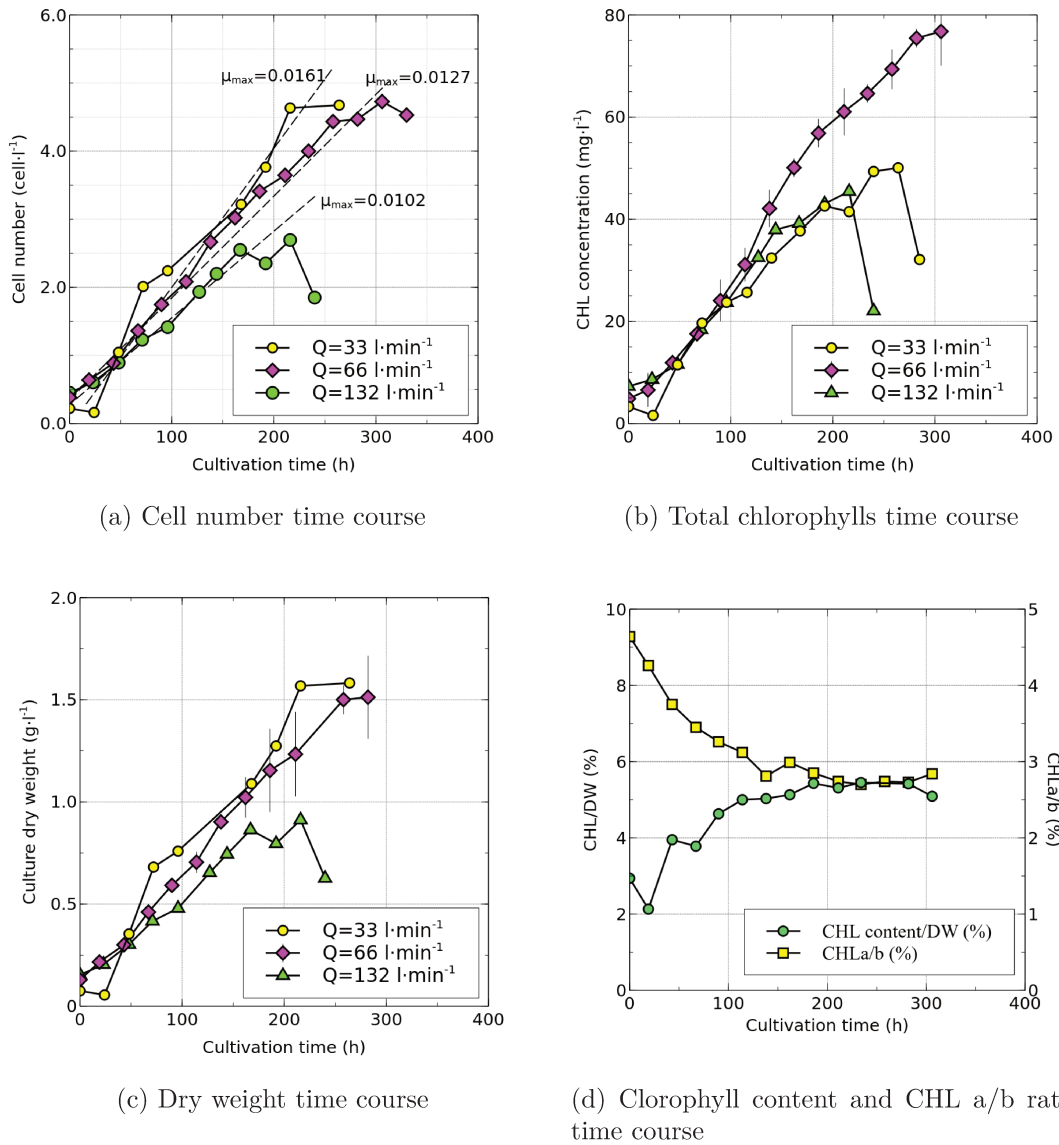 6.0
4.0
2.0
0.0
0
100
200
300
400
Cell number (cell·l⁻¹)
Cultivation time (h)
μmax=0.0161
μmax=0.0127
μmax=0.0102
Q=33 l·min⁻¹
Q=66 l·min⁻¹
Q=132 l·min⁻¹
(a) Cell number time course
80
60
40
20
0
0
100
200
300
400
CHL concentration (mg·l⁻¹)
Cultivation time (h)
Q=33 l·min⁻¹
Q=66 l·min⁻¹
Q=132 l·min⁻¹
(b) Total chlorophylls time course
2.0
1.5
1.0
0.5
0
0
100
200
300
400
Culture dry weight (g·l⁻¹)
Cultivation time (h)
Q=33 l·min⁻¹
Q=66 l·min⁻¹
Q=132 l·min⁻¹
(c) Dry weight time course
10
8
6
4
2
0
5
4
3
2
1
0
0
100
200
300
400
CHL/DW (%)
CHLa/b (%)
Cultivation time (h)
CHL content/DW (%)
CHLa/b (%)
(d) Clorophyll content and CHL a/b rat
time course